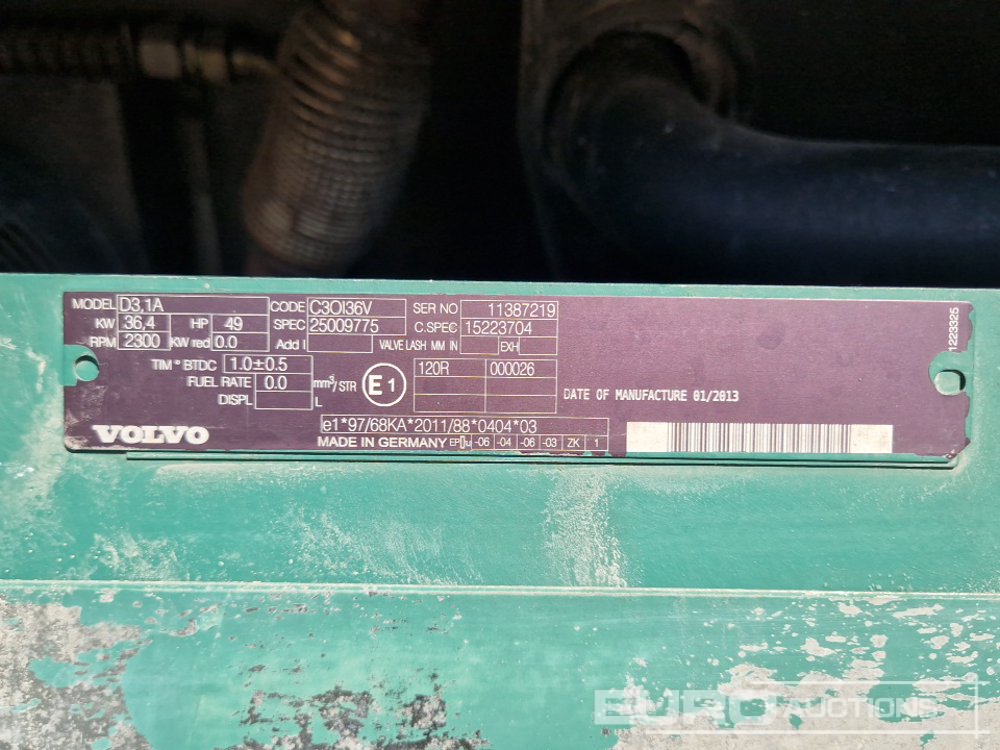 MODEL D3,1A CODE C3OI36V SER NO 11387219
KW 36,4 HP 49 SPEC 25009775 C.SPEC 15223704
RPM 2300 KW red 0.0 Add I VALVE LASH MM IN EXH
TIM ° BTDC 1.0±0.5 120R 000026
FUEL RATE 0.0 mm³/STR E1
DISPL L
DATE OF MANUFACTURE 01/2013
e1*97/68KA*2011/88*0404*03
VOLVO MADE IN GERMANY -06 -04 -06 -03 ZK 1
1223325
EURO AUCTIONS